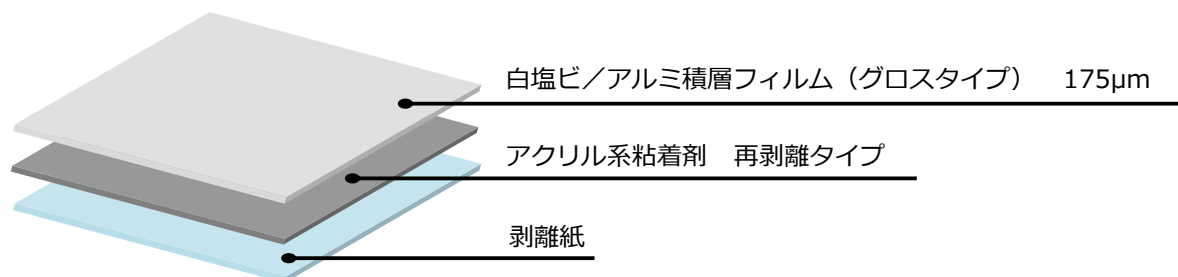 白塩ビ／アルミ積層フィルム（グロスタイプ）　175μm
アクリル系粘着剤　再剥離タイプ
剥離紙